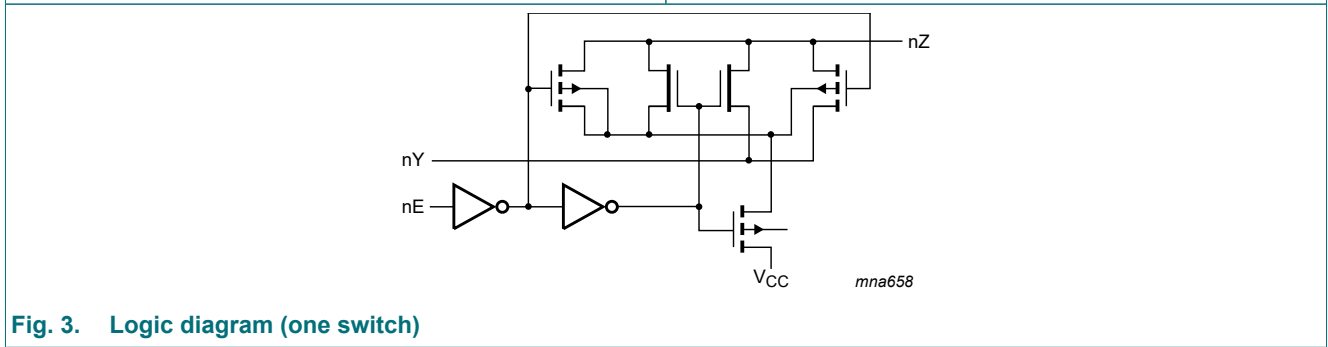 nZ
nY
nE
VCC
mna658
Fig. 3. Logic diagram (one switch)